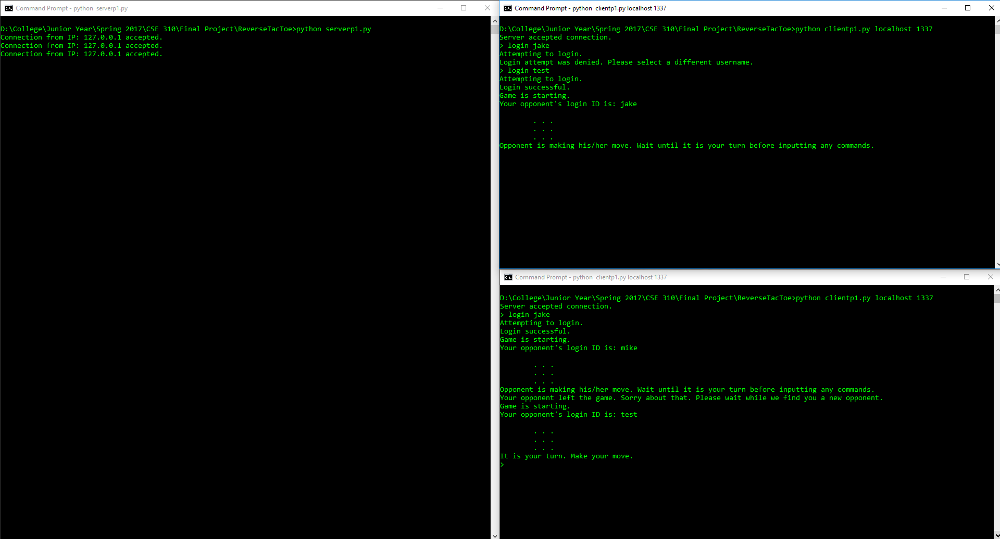 Command Prompt - python  serverp1.py
D:\College\Junior Year\Spring 2017\CSE 310\Final Project\ReverseTacToe>python serverp1.py
Connection from IP: 127.0.0.1 accepted.
Connection from IP: 127.0.0.1 accepted.
Connection from IP: 127.0.0.1 accepted.
Command Prompt - python  clientp1.py localhost 1337
D:\College\Junior Year\Spring 2017\CSE 310\Final Project\ReverseTacToe>python clientp1.py localhost 1337
Server accepted connection.
> login jake
Attempting to login.
Login attempt was denied. Please select a different username.
> login test
Attempting to login.
Login successful.
Game is starting.
Your opponent's login ID is: jake
. . .
. . .
. . .
Opponent is making his/her move. Wait until it is your turn before inputting any commands.
Command Prompt - python  clientp1.py localhost 1337
D:\College\Junior Year\Spring 2017\CSE 310\Final Project\ReverseTacToe>python clientp1.py localhost 1337
Server accepted connection.
> login jake
Attempting to login.
Login successful.
Game is starting.
Your opponent's login ID is: mike
. . .
. . .
. . .
Opponent is making his/her move. Wait until it is your turn before inputting any commands.
Your opponent left the game. Sorry about that. Please wait while we find you a new opponent.
Game is starting.
Your opponent's login ID is: test
. . .
. . .
. . .
It is your turn. Make your move.
>